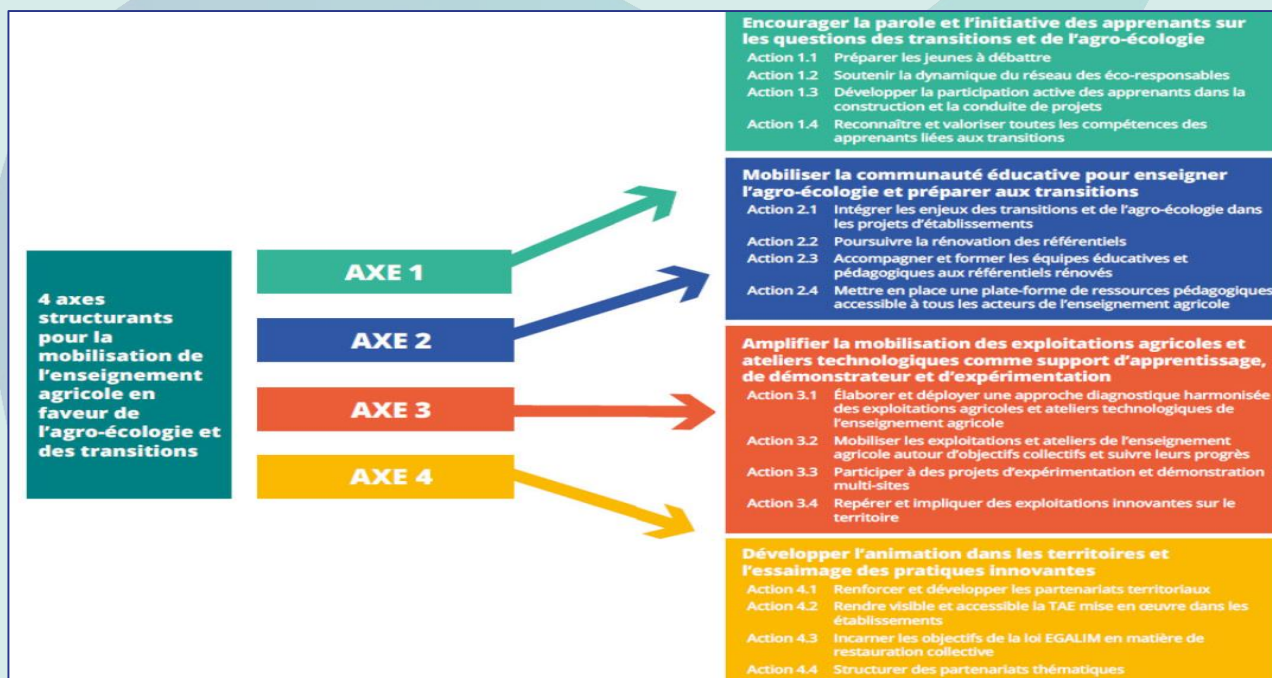 4 axes
structurants
pour la
mobilisation de
l'enseignement
agricole en
faveur de
l'agro-écologie et
des transitions
AXE 1
AXE 2
AXE 3
AXE 4
Encourager la parole et l'initiative des apprenants sur
les questions des transitions et de l'agro-écologie
Action 1.1 Préparer les jeunes à débattre
Action 1.2 Soutenir la dynamique du réseau des éco-responsables
Action 1.3 Développer la participation active des apprenants dans la
construction et la conduite de projets
Action 1.4 Reconnaître et valoriser toutes les compétences des
apprenants liées aux transitions
Mobiliser la communauté éducative pour enseigner
l'agro-écologie et préparer aux transitions
Action 2.1 Intégrer les enjeux des transitions et de l'agro-écologie dans
les projets d'établissements
Action 2.2 Poursuivre la rénovation des référentiels
Action 2.3 Accompagner et former les équipes éducatives et
pédagogiques aux référentiels rénovés
Action 2.4 Mettre en place une plate-forme de ressources pédagogiques
accessible à tous les acteurs de l'enseignement agricole
Amplifier la mobilisation des exploitations agricoles et
ateliers technologiques comme support d'apprentissage,
de démonstrateur et d'expérimentation
Action 3.1 Élaborer et déployer une approche diagnostique harmonisée
des exploitations agricoles et ateliers technologiques de
l'enseignement agricole
Action 3.2 Mobiliser les exploitations et ateliers de l'enseignement
agricole autour d'objectifs collectifs et suivre leurs progrès
Action 3.3 Participer à des projets d'expérimentation et démonstration
multi-sites
Action 3.4 Repérer et impliquer des exploitations innovantes sur le
territoire
Développer l'animation dans les territoires et
l'essaimage des pratiques innovantes
Action 4.1 Renforcer et développer les partenariats territoriaux
Action 4.2 Rendre visible et accessible la TAE mise en œuvre dans les
établissements
Action 4.3 Incarner les objectifs de la loi EGALIM en matière de
restauration collective
Action 4.4 Structurer des partenariats thématiques